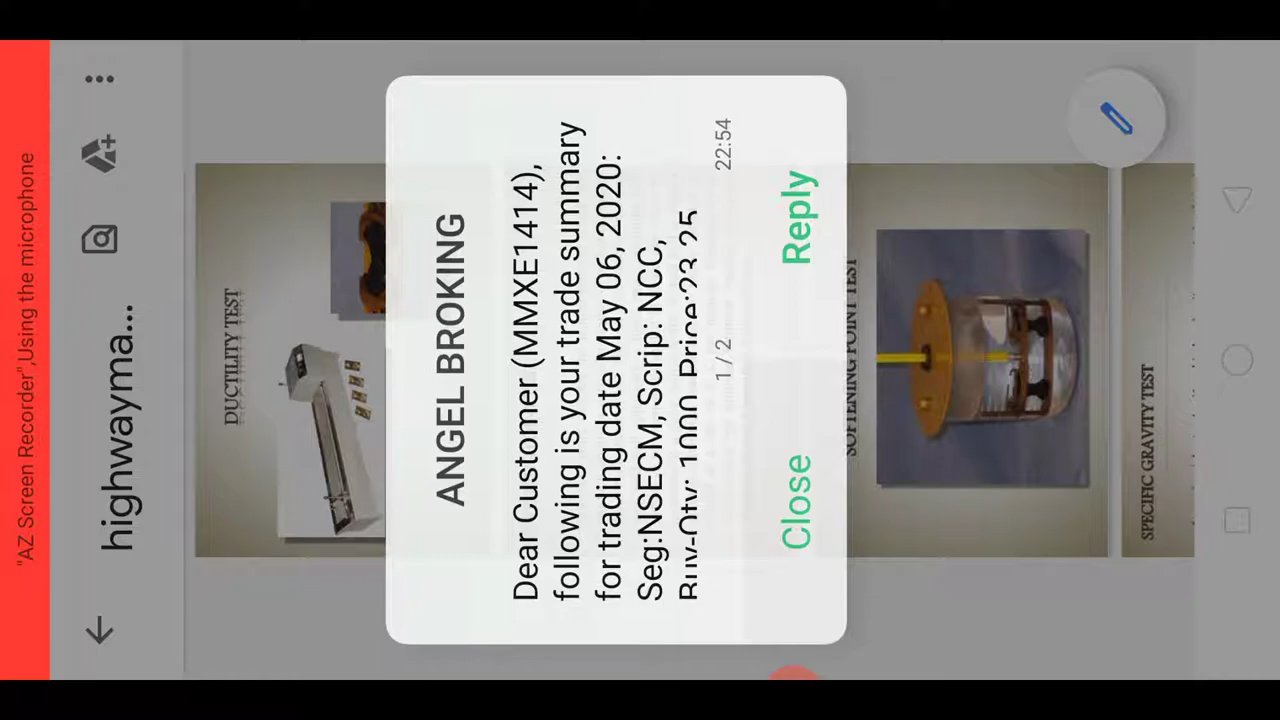 "AZ Screen Recorder",Using the microphone
highwayma...
DUCTILITY TEST
ANGEL BROKING
Dear Customer (MMXE1414),
following is your trade summary
for trading date May 06, 2020:
Seg:NSECM, Scrip: NCC,
Buy-Qty: 1000 Price:23.25
1 / 2
22:54
Close
Reply
SOFTENING POINT TEST
SPECIFIC GRAVITY TEST